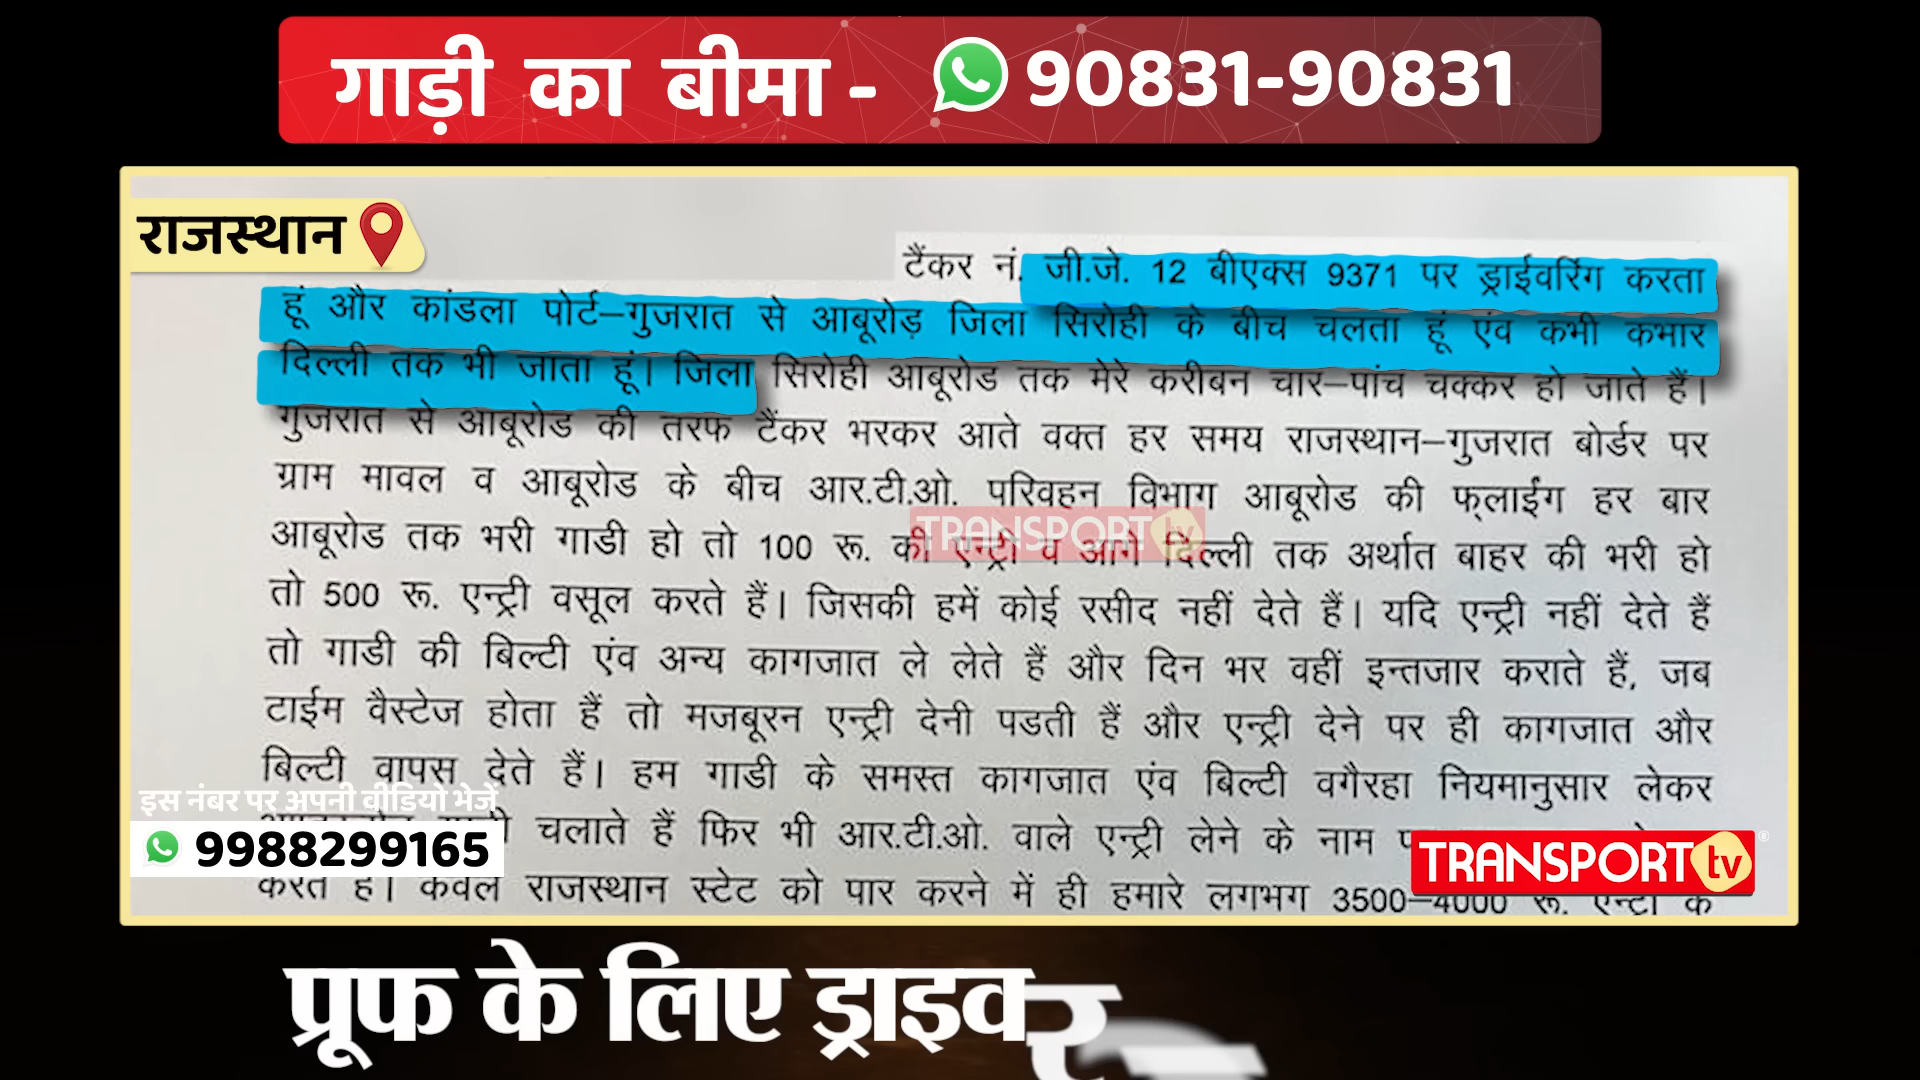 गाड़ी का बीमा - 90831-90831
राजस्थान
टैंकर नं. जी.जे. 12 बीएक्स 9371 पर ड्राईवरिंग करता
हूं और कांडला पोर्ट–गुजरात से आबूरोड़ जिला सिरोही के बीच चलता हूं एंव कभी कभार
दिल्ली तक भी जाता हूं। जिला सिरोही आबूरोड तक मेरे करीबन चार–पांच चक्कर हो जाते हैं।
गुजरात से आबूरोड की तरफ टैंकर भरकर आते वक्त हर समय राजस्थान–गुजरात बोर्डर पर
ग्राम मावल व आबूरोड के बीच आर.टी.ओ. परिवहन विभाग आबूरोड की फ्लाईंग हर बार
आबूरोड तक भरी गाडी हो तो 100 रू. की एन्ट्री व आगे दिल्ली तक अर्थात बाहर की भरी हो
TRANSPORT tv
तो 500 रू. एन्ट्री वसूल करते हैं। जिसकी हमें कोई रसीद नहीं देते हैं। यदि एन्ट्री नहीं देते हैं
तो गाडी की बिल्टी एंव अन्य कागजात ले लेते हैं और दिन भर वहीं इन्तजार कराते हैं, जब
टाईम वैस्टेज होता हैं तो मजबूरन एन्ट्री देनी पडती हैं और एन्ट्री देने पर ही कागजात और
बिल्टी वापस देते हैं। हम गाडी के समस्त कागजात एंव बिल्टी वगैरहा नियमानुसार लेकर
चलाते हैं फिर भी आर.टी.ओ. वाले एन्ट्री लेने के नाम
करते हैं। केवल राजस्थान स्टेट को पार करने में ही हमारे लगभग 3500–4000 रू. एन्ट्री के
इस नंबर पर अपनी वीडियो भेजें
9988299165
TRANSPORT tv ®
प्रूफ के लिए ड्राइवर